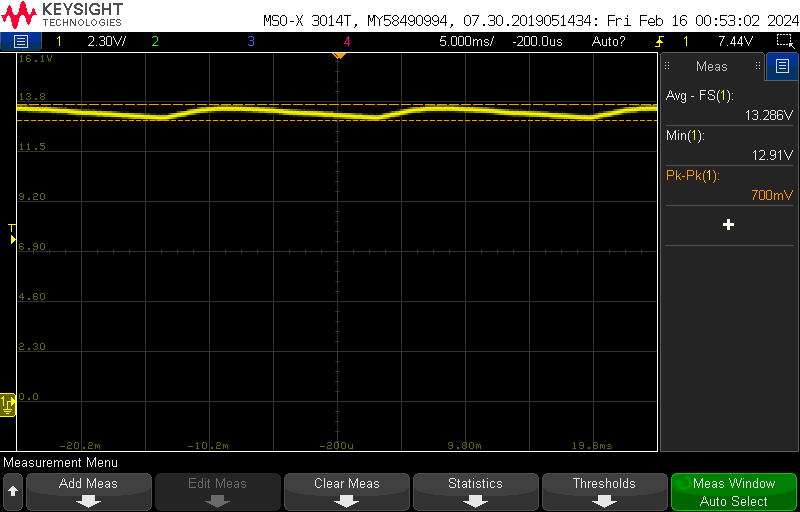 KEYSIGHT
TECHNOLOGIES
MSO-X 3014T, MY58490994, 07.30.2019051434: Fri Feb 16 00:53:02 2024
1 2.30V/ 2 3 4 5.000ms/ -200.0us Auto? 1 7.44V
16.1V
13.8
11.5
9.20
6.90
4.60
2.30
0.0
T
1
-20.2m -10.2m -200u 9.80m 19.8ms
Meas
Avg - FS(1):
13.286V
Min(1):
12.91V
Pk-Pk(1):
700mV
+
Measurement Menu
Add Meas
Edit Meas
Clear Meas
Statistics
Thresholds
Meas Window
Auto Select